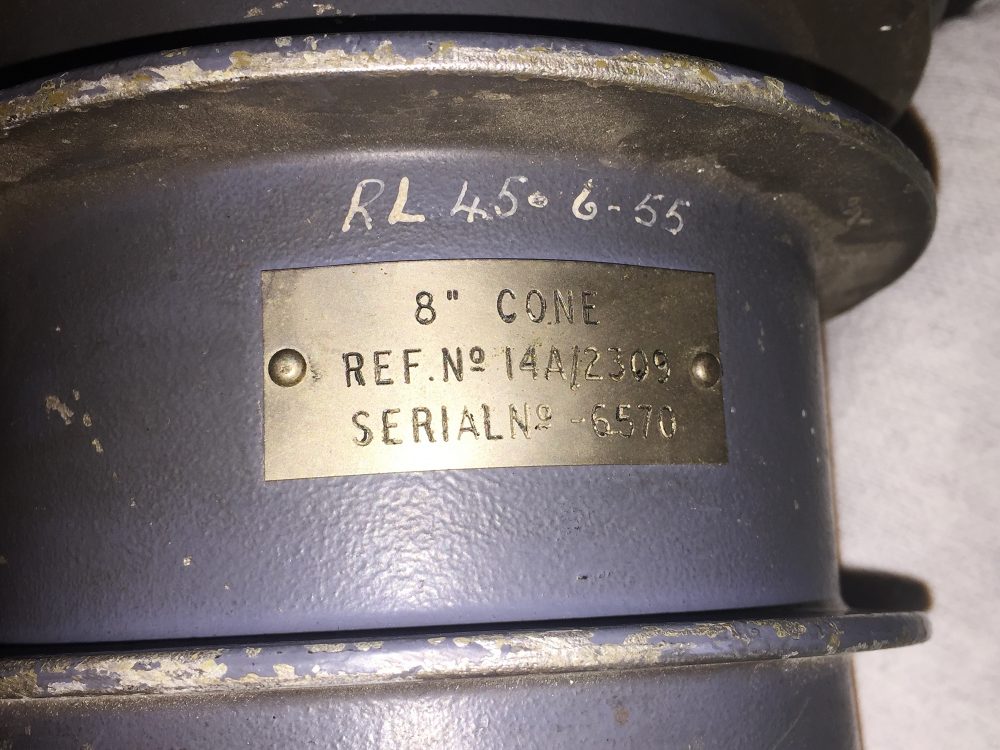 RL 45. 6-55
8" CONE
REF. Nº 14A/2309
SERIAL Nº -6570